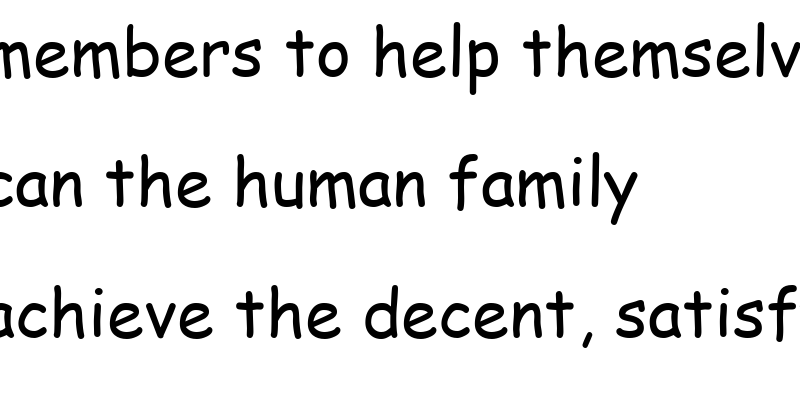 members to help themselv
can the human family
achieve the decent, satisf